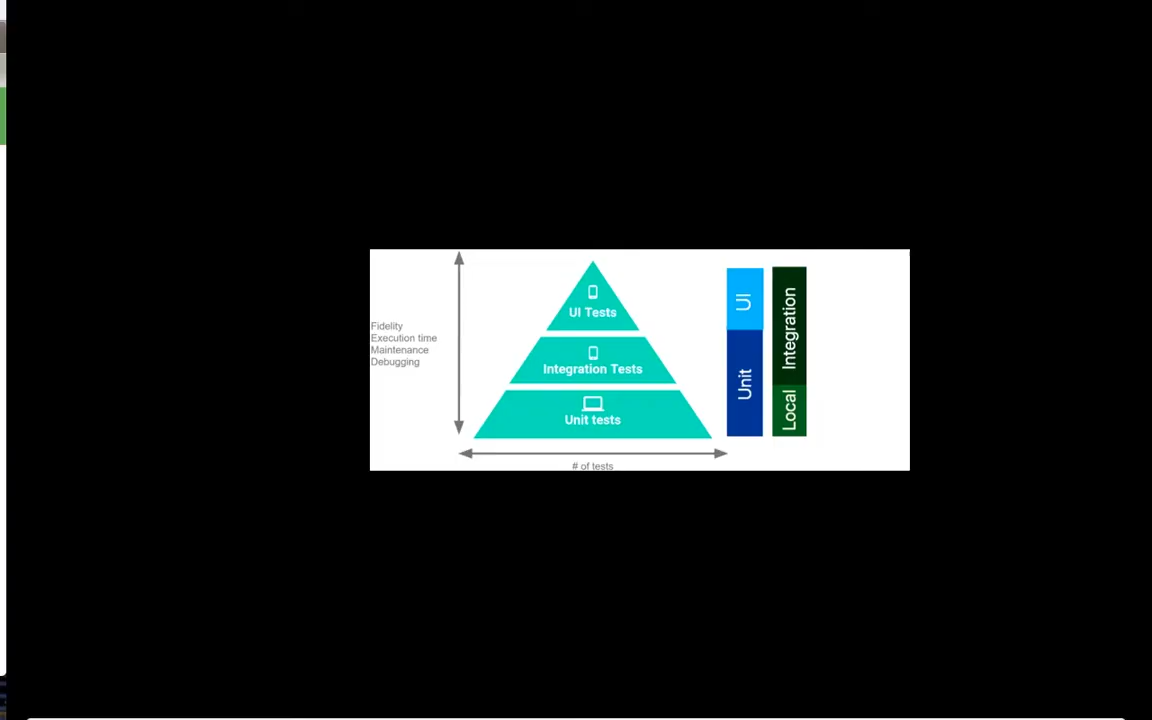 Fidelity
Execution time
Maintenance
Debugging
UI Tests
Integration Tests
Unit tests
# of tests
UI
Unit
Integration
Local